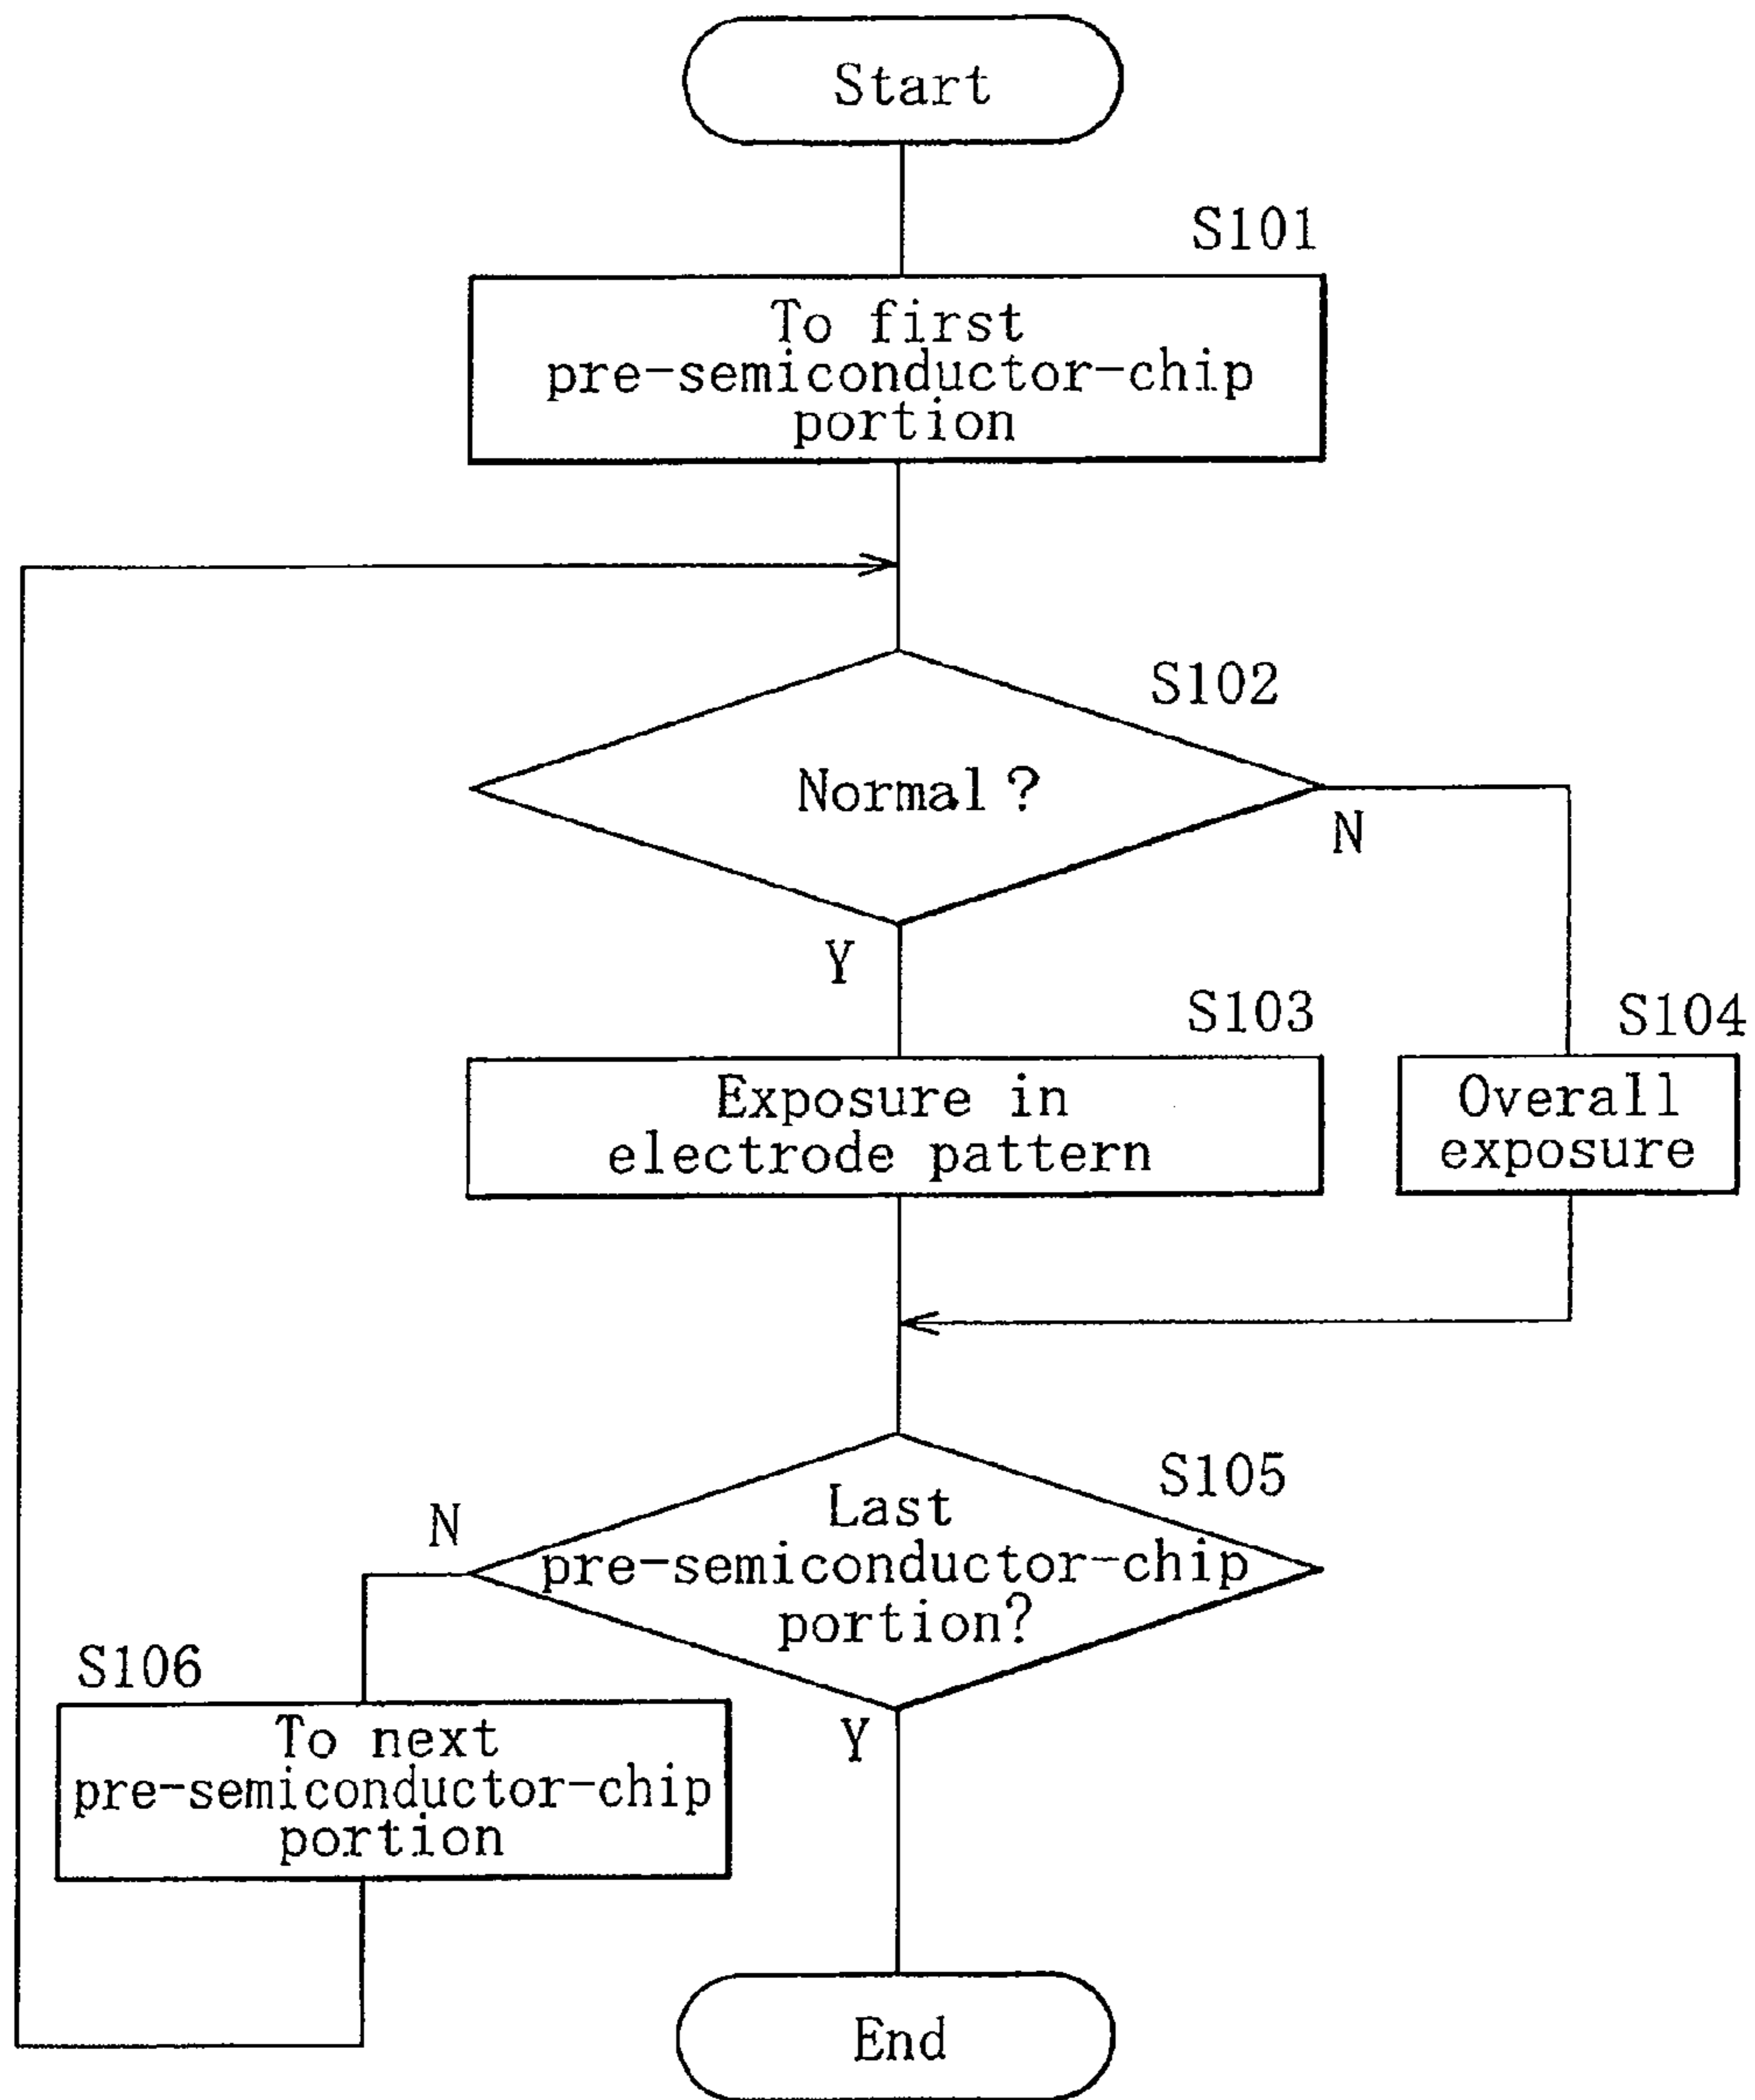 Start
S101
To first
pre-semiconductor-chip
portion
S102
Normal?
N
Y
S103
Exposure in
electrode pattern
S104
Overall
exposure
S105
Last
pre-semiconductor-chip
portion?
N
Y
S106
To next
pre-semiconductor-chip
portion
End